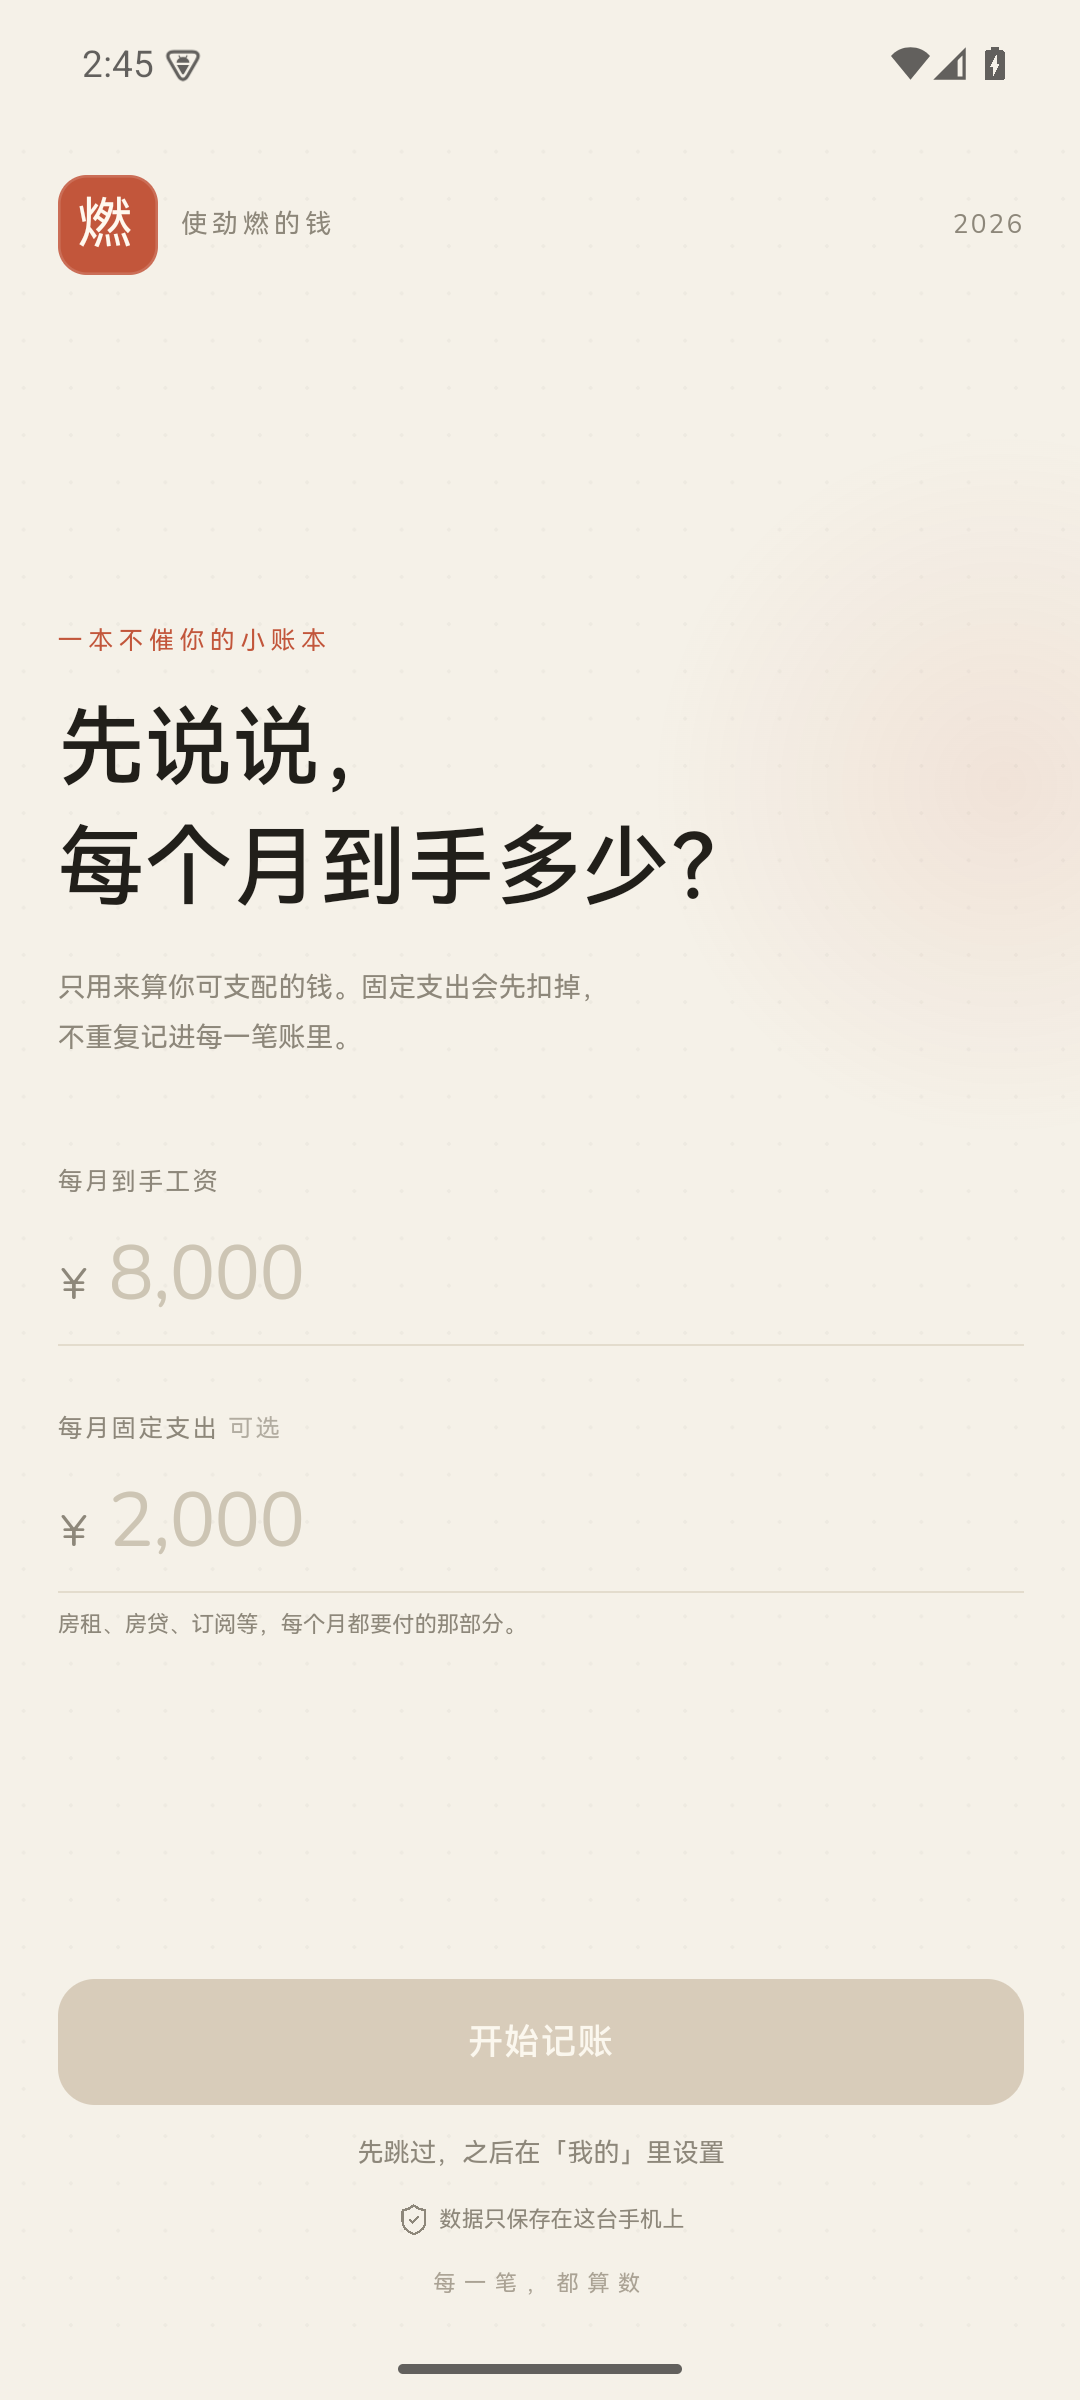 2:45
燃 使劲燃的钱 2026
一本不催你的小账本
先说说，
每个月到手多少？
只用来算你可支配的钱。固定支出会先扣掉，
不重复记进每一笔账里。
每月到手工资
¥ 8,000
每月固定支出 可选
¥ 2,000
房租、房贷、订阅等，每个月都要付的那部分。
开始记账
先跳过，之后在「我的」里设置
数据只保存在这台手机上
每一笔，都算数